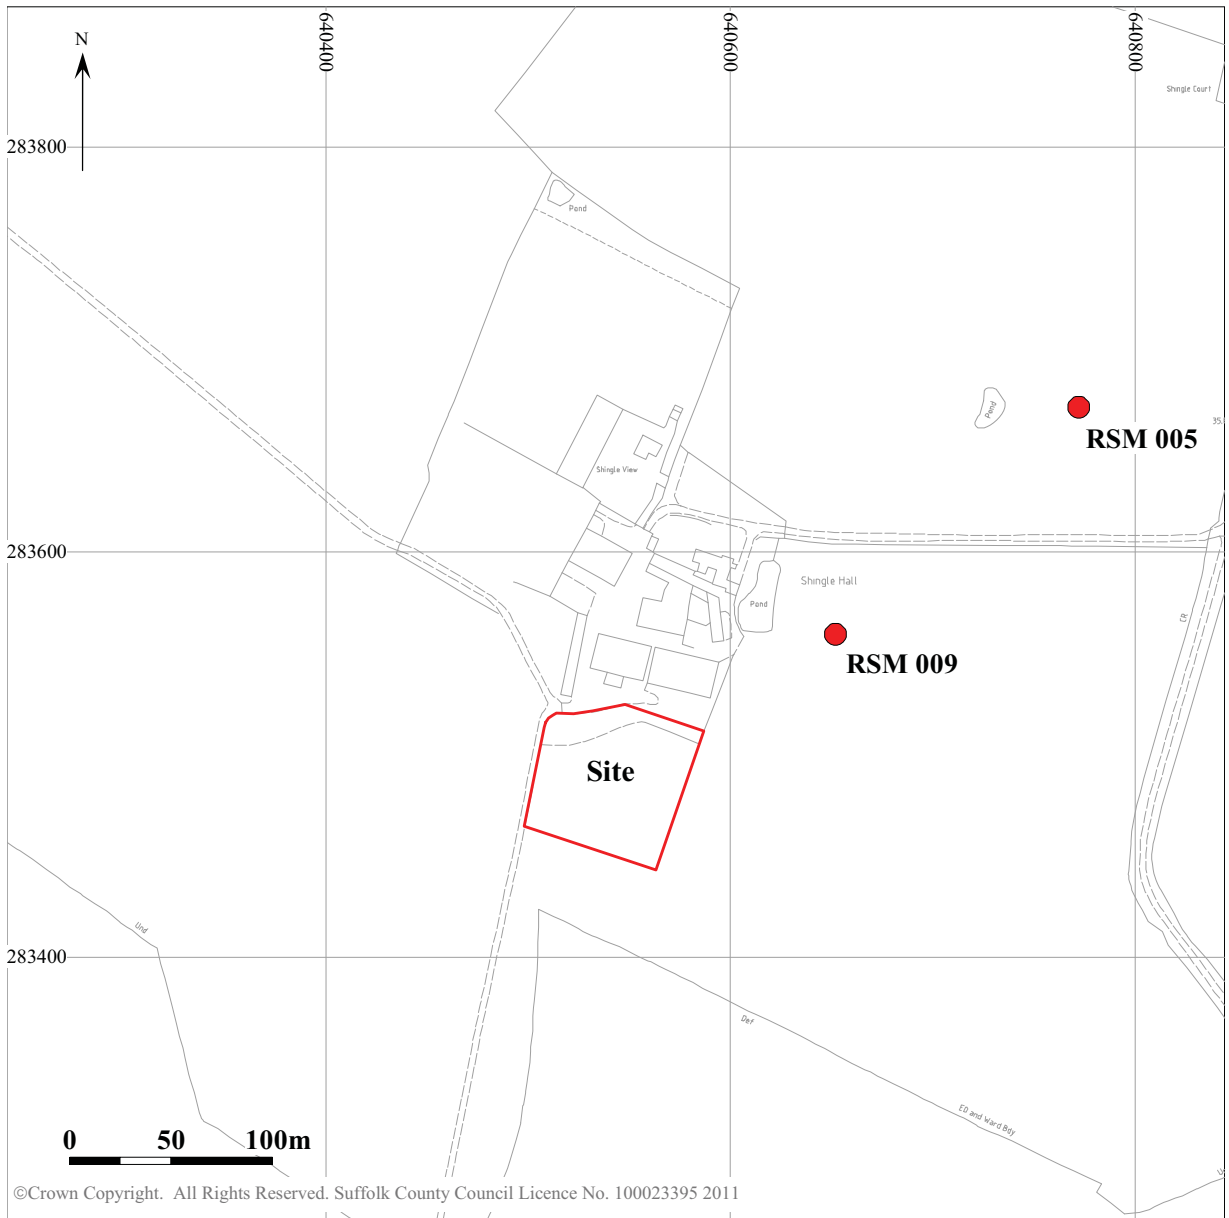 640400
640600
640800
N
Shingle Court
283800
Pond
Pond
RSM 005
35.
Shingle View
283600
Shingle Hall
Pond
CR
RSM 009
Site
Und
283400
Def
ED and Ward Bdy
0 50 100m
U
©Crown Copyright. All Rights Reserved. Suffolk County Council Licence No. 100023395 2011